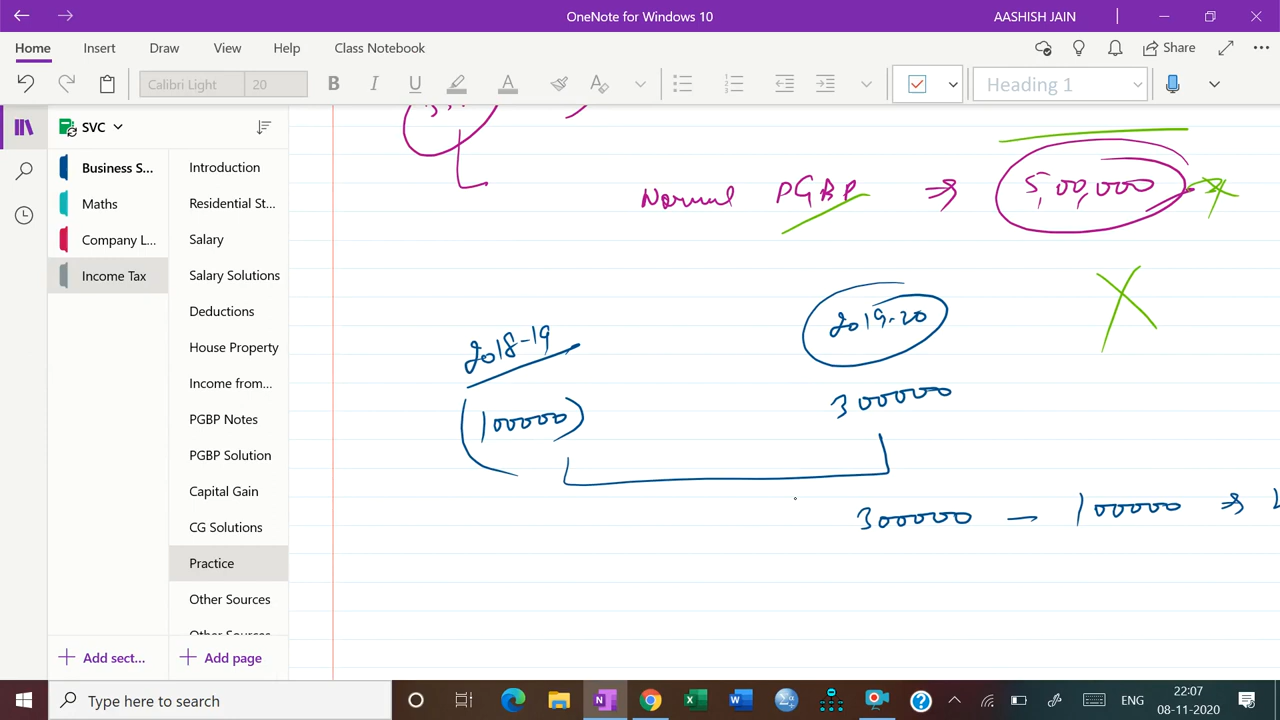 OneNote for Windows 10
AASHISH JAIN
Home Insert Draw View Help Class Notebook
Share
Calibri Light 20 B I U A A Heading 1
SVC
Business S...
Maths
Company L...
Income Tax
Introduction
Residential St...
Salary
Salary Solutions
Deductions
House Property
Income from...
PGBP Notes
PGBP Solution
Capital Gain
CG Solutions
Practice
Other Sources
Other Sources
Add sect...
Add page
Normal PGBP ⇒ 5,00,000
2018-19
2019-20
(100000)
300000
300000 — 100000 ⇒
Type here to search
ENG
22:07
08-11-2020